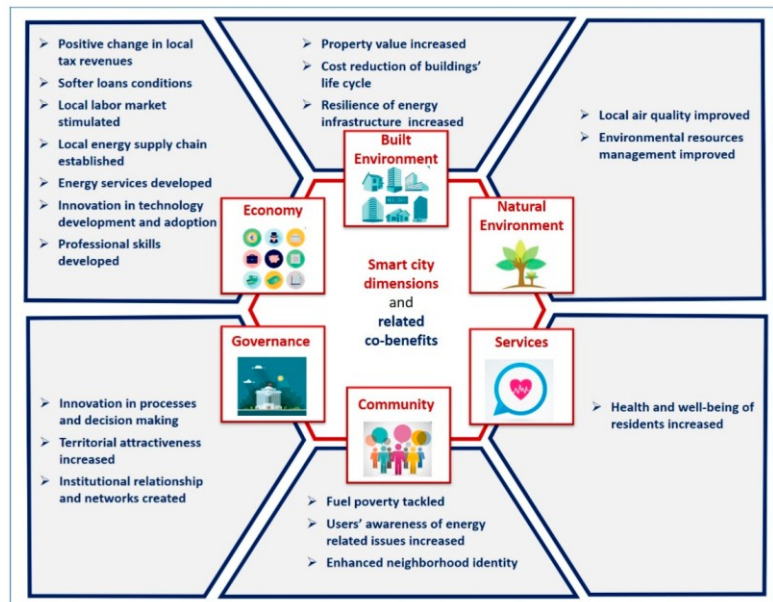 ➢ Positive change in local
tax revenues
➢ Softer loans conditions
➢ Local labor market
stimulated
➢ Local energy supply chain
established
➢ Energy services developed
➢ Innovation in technology
development and adoption
➢ Professional skills
developed
➢ Property value increased
➢ Cost reduction of buildings’
life cycle
➢ Resilience of energy
infrastructure increased
➢ Local air quality improved
➢ Environmental resources
management improved
Built
Environment
Economy
Natural
Environment
Smart city
dimensions
and
related
co-benefits
Governance
Services
Community
➢ Innovation in processes
and decision making
➢ Territorial attractiveness
increased
➢ Institutional relationship
and networks created
➢ Fuel poverty tackled
➢ Users’ awareness of energy
related issues increased
➢ Enhanced neighborhood identity
➢ Health and well-being of
residents increased